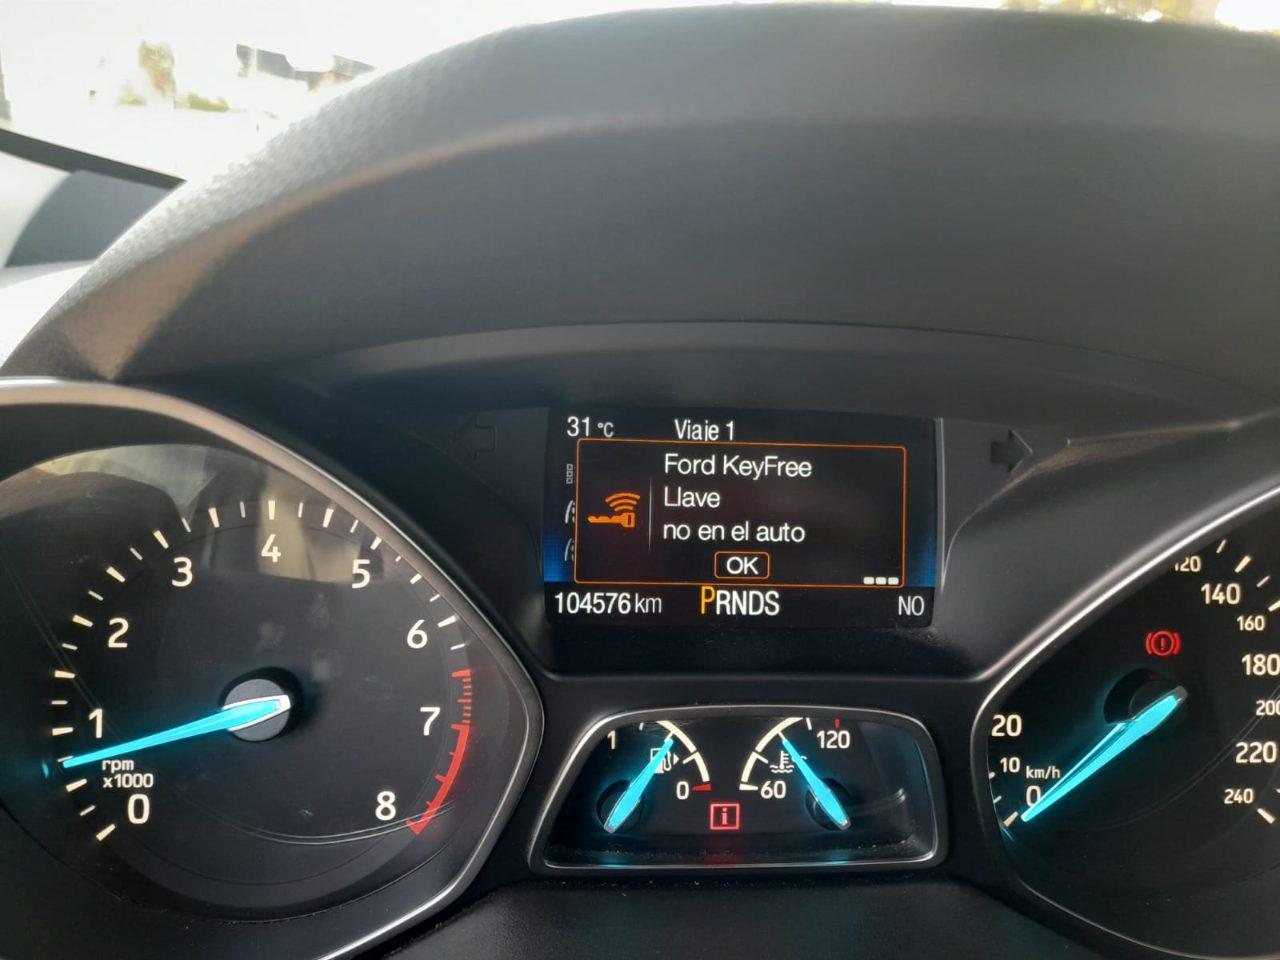 31 °C Viaje 1
Ford KeyFree
Llave
no en el auto
OK
104576 km PRNDS NO
0
1
2
3
4
5
6
7
8
rpm
x1000
1
0
i
60
120
0
10
20
km/h
120
140
160
180
200
220
240